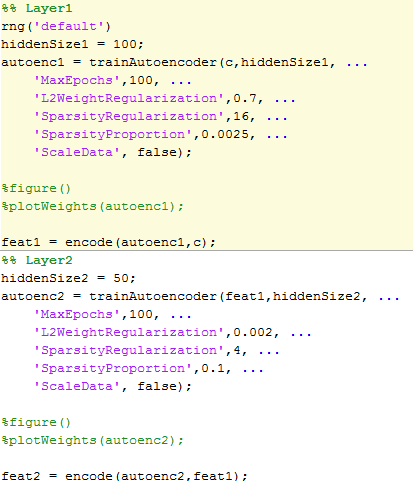 %% Layer1
rng('default')
hiddenSize1 = 100;
autoenc1 = trainAutoencoder(c,hiddenSize1, ...
    'MaxEpochs',100, ...
    'L2WeightRegularization',0.7, ...
    'SparsityRegularization',16, ...
    'SparsityProportion',0.0025, ...
    'ScaleData', false);
%figure()
%plotWeights(autoenc1);
feat1 = encode(autoenc1,c);
%% Layer2
hiddenSize2 = 50;
autoenc2 = trainAutoencoder(feat1,hiddenSize2, ...
    'MaxEpochs',100, ...
    'L2WeightRegularization',0.002, ...
    'SparsityRegularization',4, ...
    'SparsityProportion',0.1, ...
    'ScaleData', false);
%figure()
%plotWeights(autoenc2);
feat2 = encode(autoenc2,feat1);